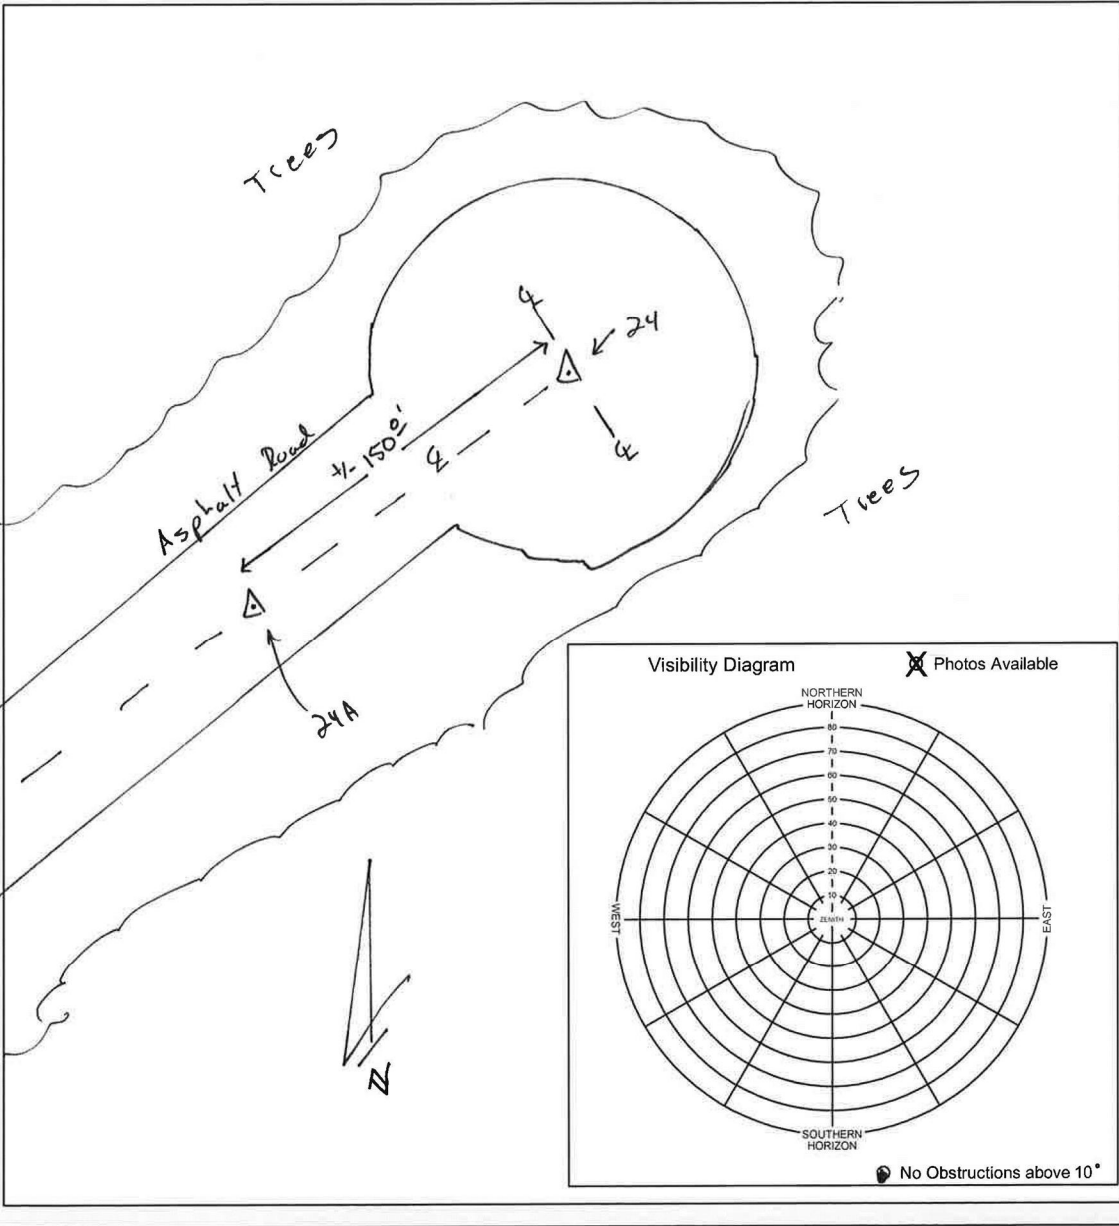 Trees
℄
24
+/- 150.0'
℄
℄
Asphalt Road
Trees
24A
N
Visibility Diagram
Photos Available
NORTHERN
HORIZON
80
70
60
50
40
30
20
10
ZENITH
WEST
EAST
SOUTHERN
HORIZON
No Obstructions above 10°